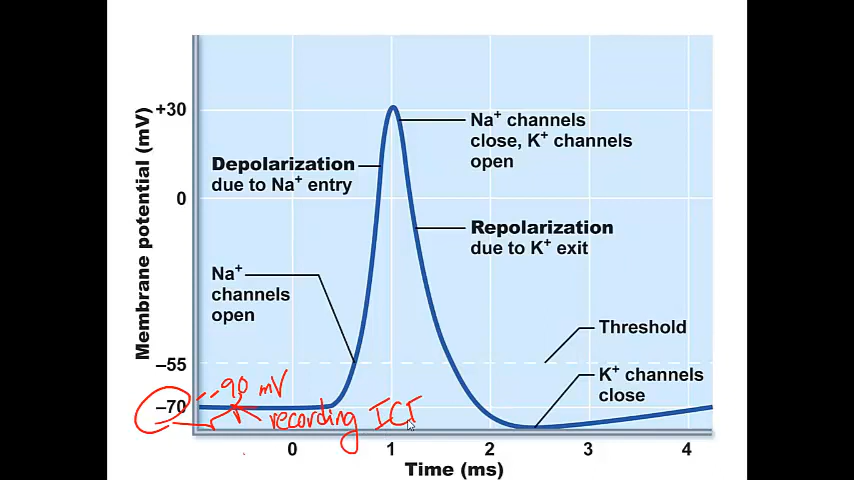 +30
Na+ channels
close, K+ channels
open
Depolarization
due to Na+ entry
0
Repolarization
due to K+ exit
Membrane potential (mV)
Na+
channels
open
Threshold
–55
K+ channels
close
-90 mV
–70
recording ICF
0 1 2 3 4
Time (ms)